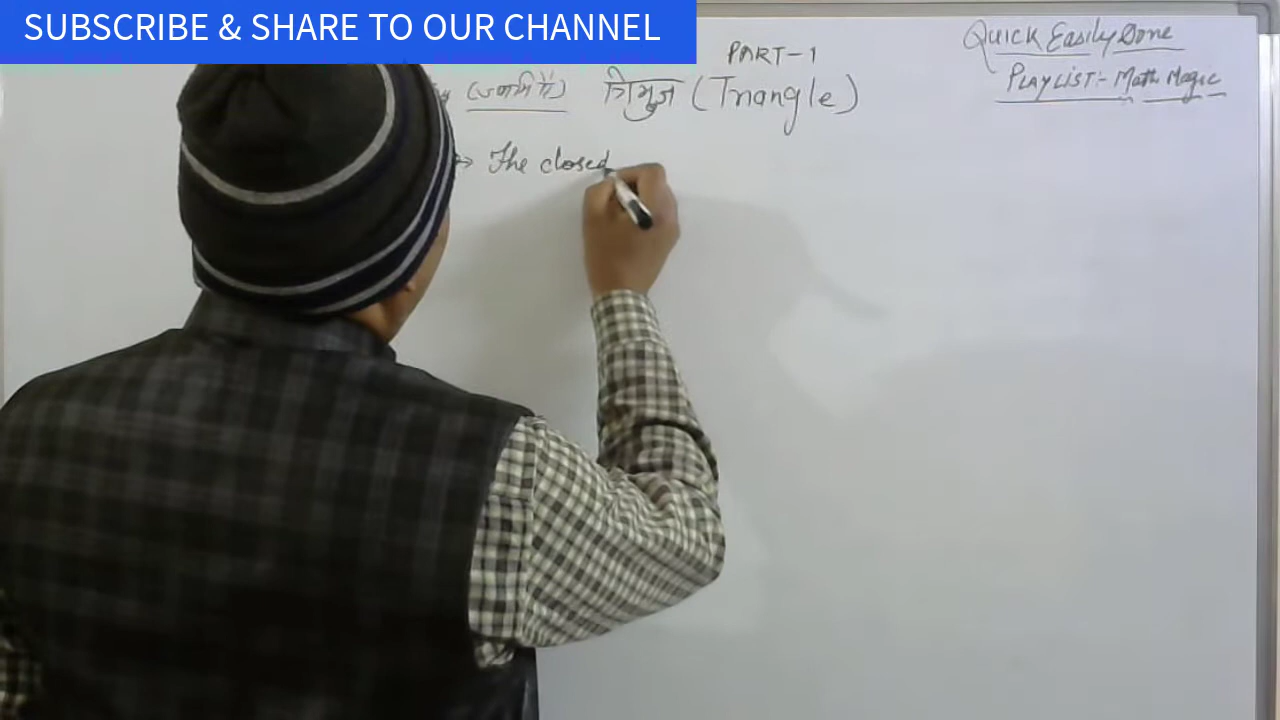 SUBSCRIBE & SHARE TO OUR CHANNEL
Quick Easily Done
PLAYLIST:- Math Magic
PART-1
त्रिभुज (Triangle)
→ The closed